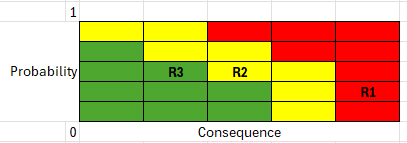 1
Probability
R3 R2
R1
0 Consequence